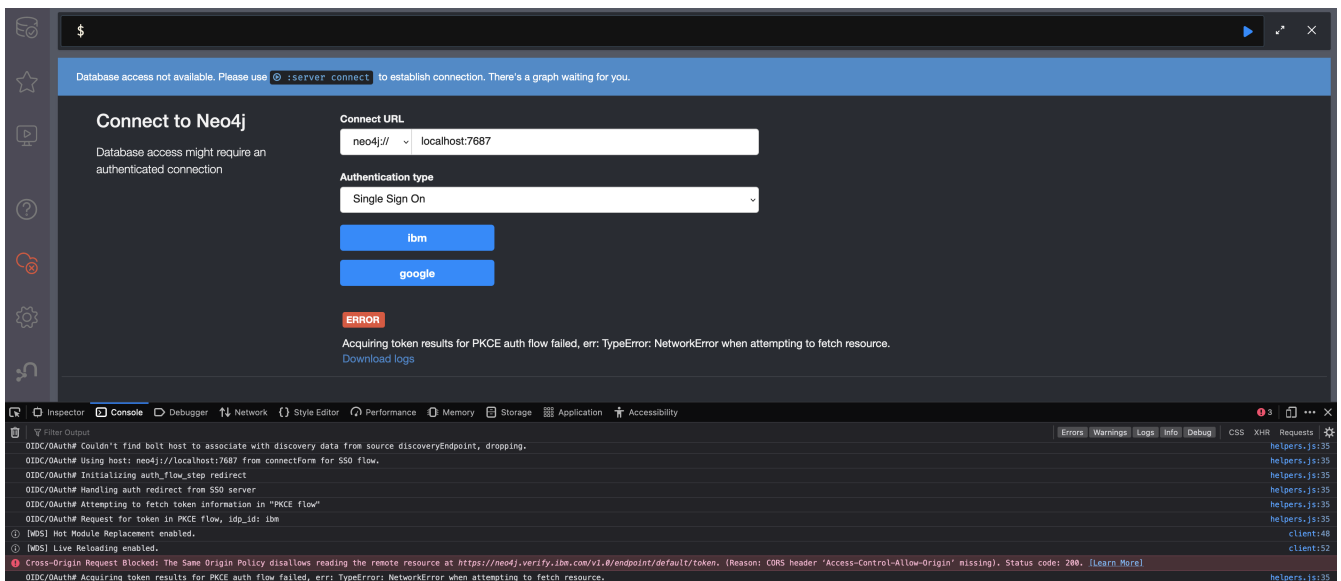 $
Database access not available. Please use :server connect to establish connection. There's a graph waiting for you.
Connect to Neo4j
Database access might require an
authenticated connection
Connect URL
neo4j://
localhost:7687
Authentication type
Single Sign On
ibm
google
ERROR
Acquiring token results for PKCE auth flow failed, err: TypeError: NetworkError when attempting to fetch resource.
Download logs
Inspector Console Debugger Network {} Style Editor Performance Memory Storage Application Accessibility 3
Filter Output Errors Warnings Logs Info Debug CSS XHR Requests
OIDC/OAuth# Couldn't find bolt host to associate with discovery data from source discoveryEndpoint, dropping. helpers.js:35
OIDC/OAuth# Using host: neo4j://localhost:7687 from connectForm for SSO flow. helpers.js:35
OIDC/OAuth# Initializing auth_flow_step redirect helpers.js:35
OIDC/OAuth# Handling auth redirect from SSO server helpers.js:35
OIDC/OAuth# Attempting to fetch token information in "PKCE flow" helpers.js:35
OIDC/OAuth# Request for token in PKCE flow, idp_id: ibm helpers.js:35
[WDS] Hot Module Replacement enabled. client:48
[WDS] Live Reloading enabled. client:52
Cross-Origin Request Blocked: The Same Origin Policy disallows reading the remote resource at https://neo4j.verify.ibm.com/v1.0/endpoint/default/token. (Reason: CORS header ‘Access-Control-Allow-Origin’ missing). Status code: 200. [Learn More]
OIDC/OAuth# Acquiring token results for PKCE auth flow failed, err: TypeError: NetworkError when attempting to fetch resource. helpers.js:35